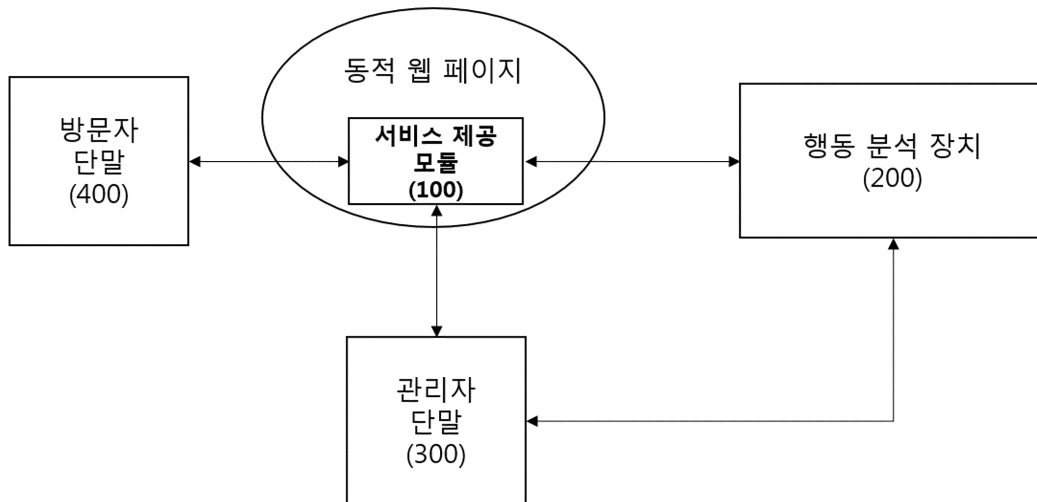 동적 웹 페이지
방문자
단말
(400)
서비스 제공
모듈
(100)
행동 분석 장치
(200)
관리자
단말
(300)